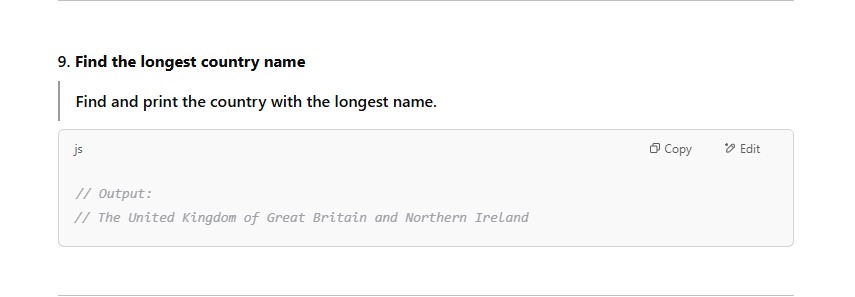 9. Find the longest country name
Find and print the country with the longest name.
js
Copy
Edit
// Output:
// The United Kingdom of Great Britain and Northern Ireland